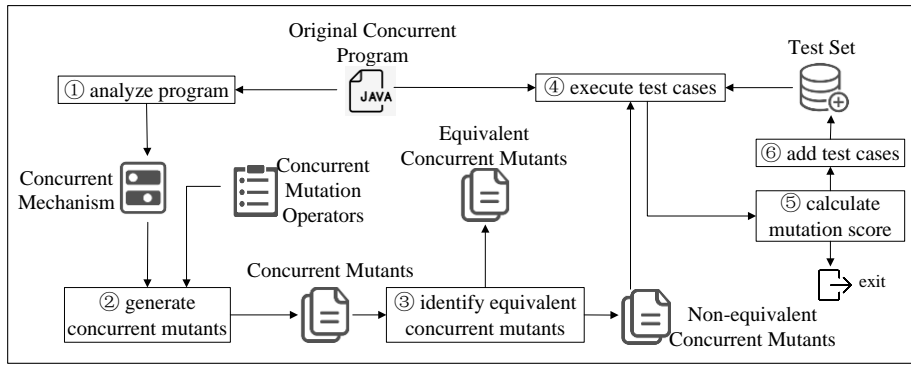 Original Concurrent
Program
JAVA
Test Set
① analyze program
④ execute test cases
Equivalent
Concurrent Mutants
⑥ add test cases
Concurrent
Mechanism
Concurrent
Mutation
Operators
⑤ calculate
mutation score
Concurrent Mutants
exit
② generate
concurrent mutants
③ identify equivalent
concurrent mutants
Non-equivalent
Concurrent Mutants